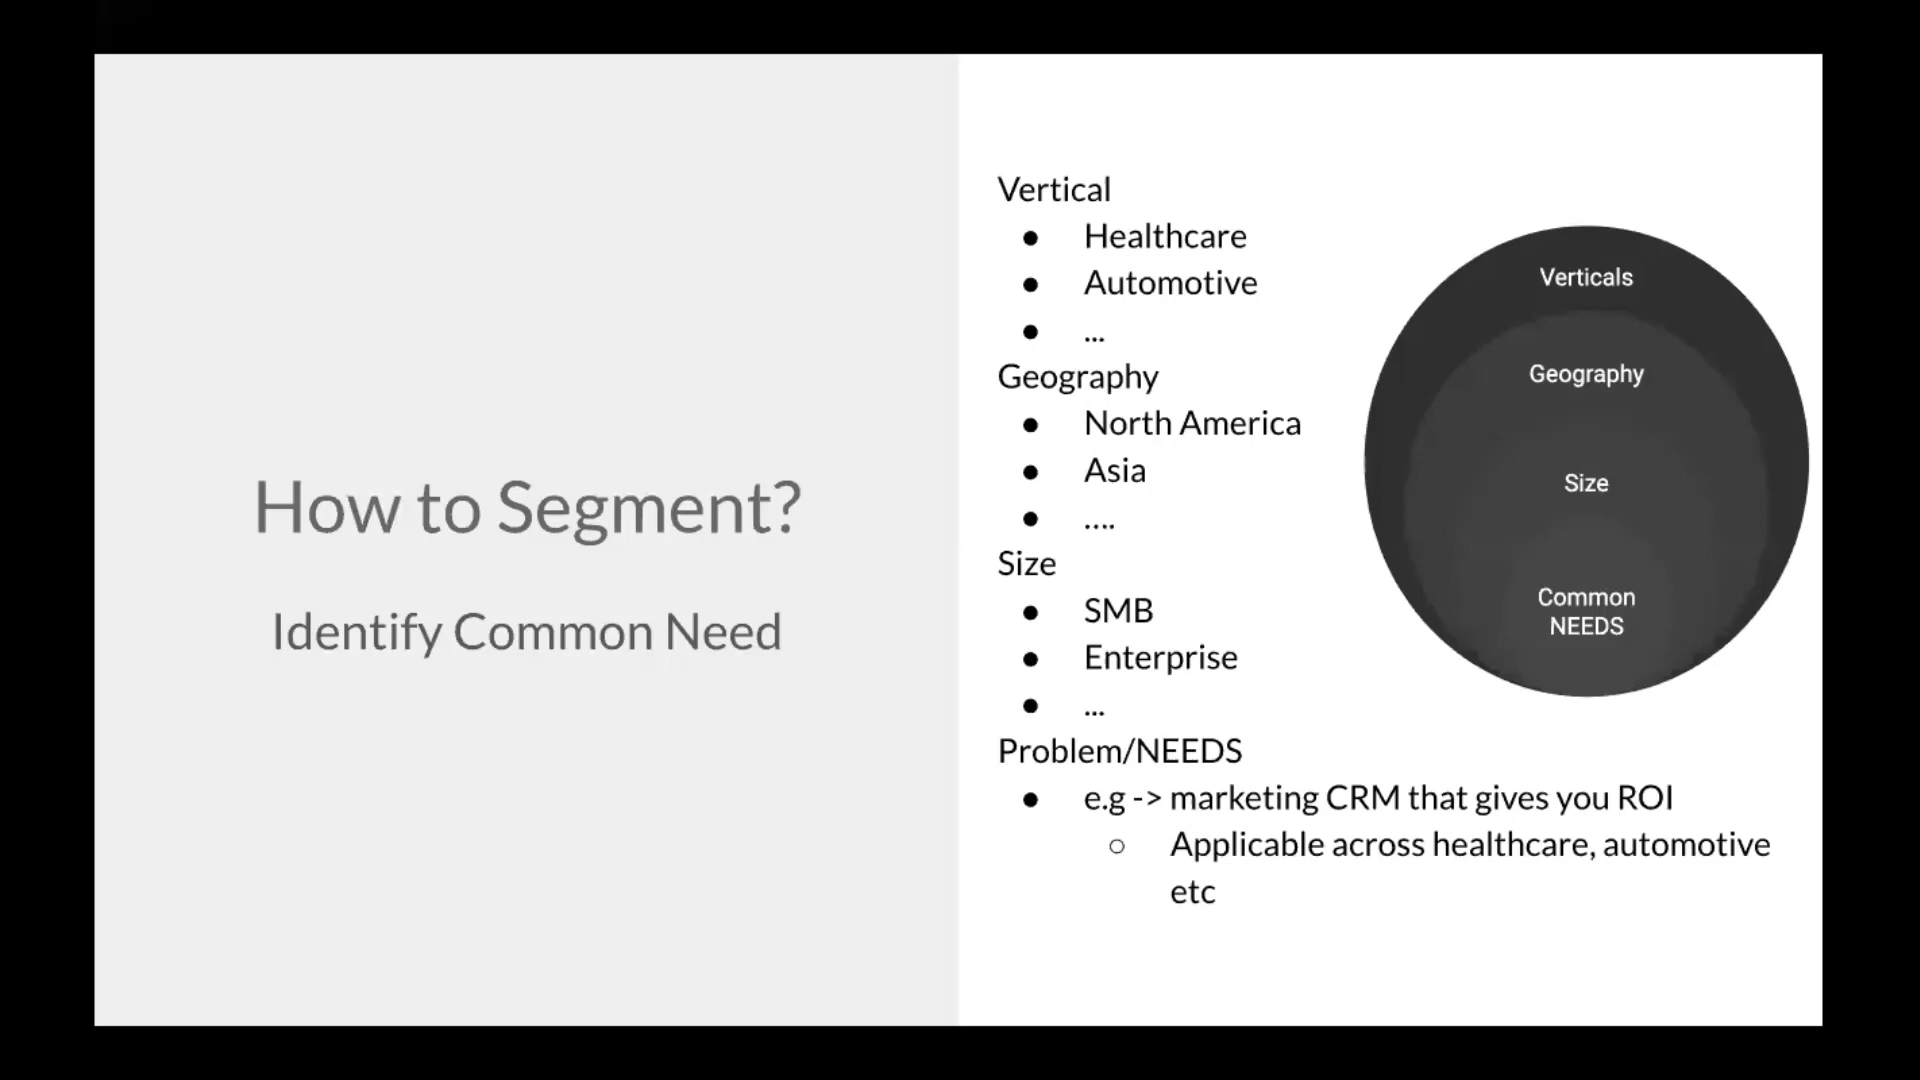 How to Segment?
Identify Common Need
Vertical
● Healthcare
● Automotive
● ...
Geography
● North America
● Asia
● ....
Size
● SMB
● Enterprise
● ...
Problem/NEEDS
● e.g -> marketing CRM that gives you ROI
○ Applicable across healthcare, automotive
etc
Verticals
Geography
Size
Common
NEEDS